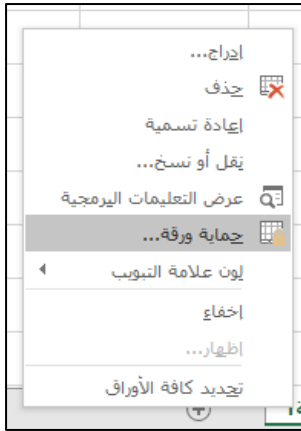 إدراج...
حذف
إعادة تسمية
نقل أو نسخ...
عرض التعليمات البرمجية
حماية ورقة...
لون علامة التبويب
إخفاء
إظهار...
تحديد كافة الأوراق